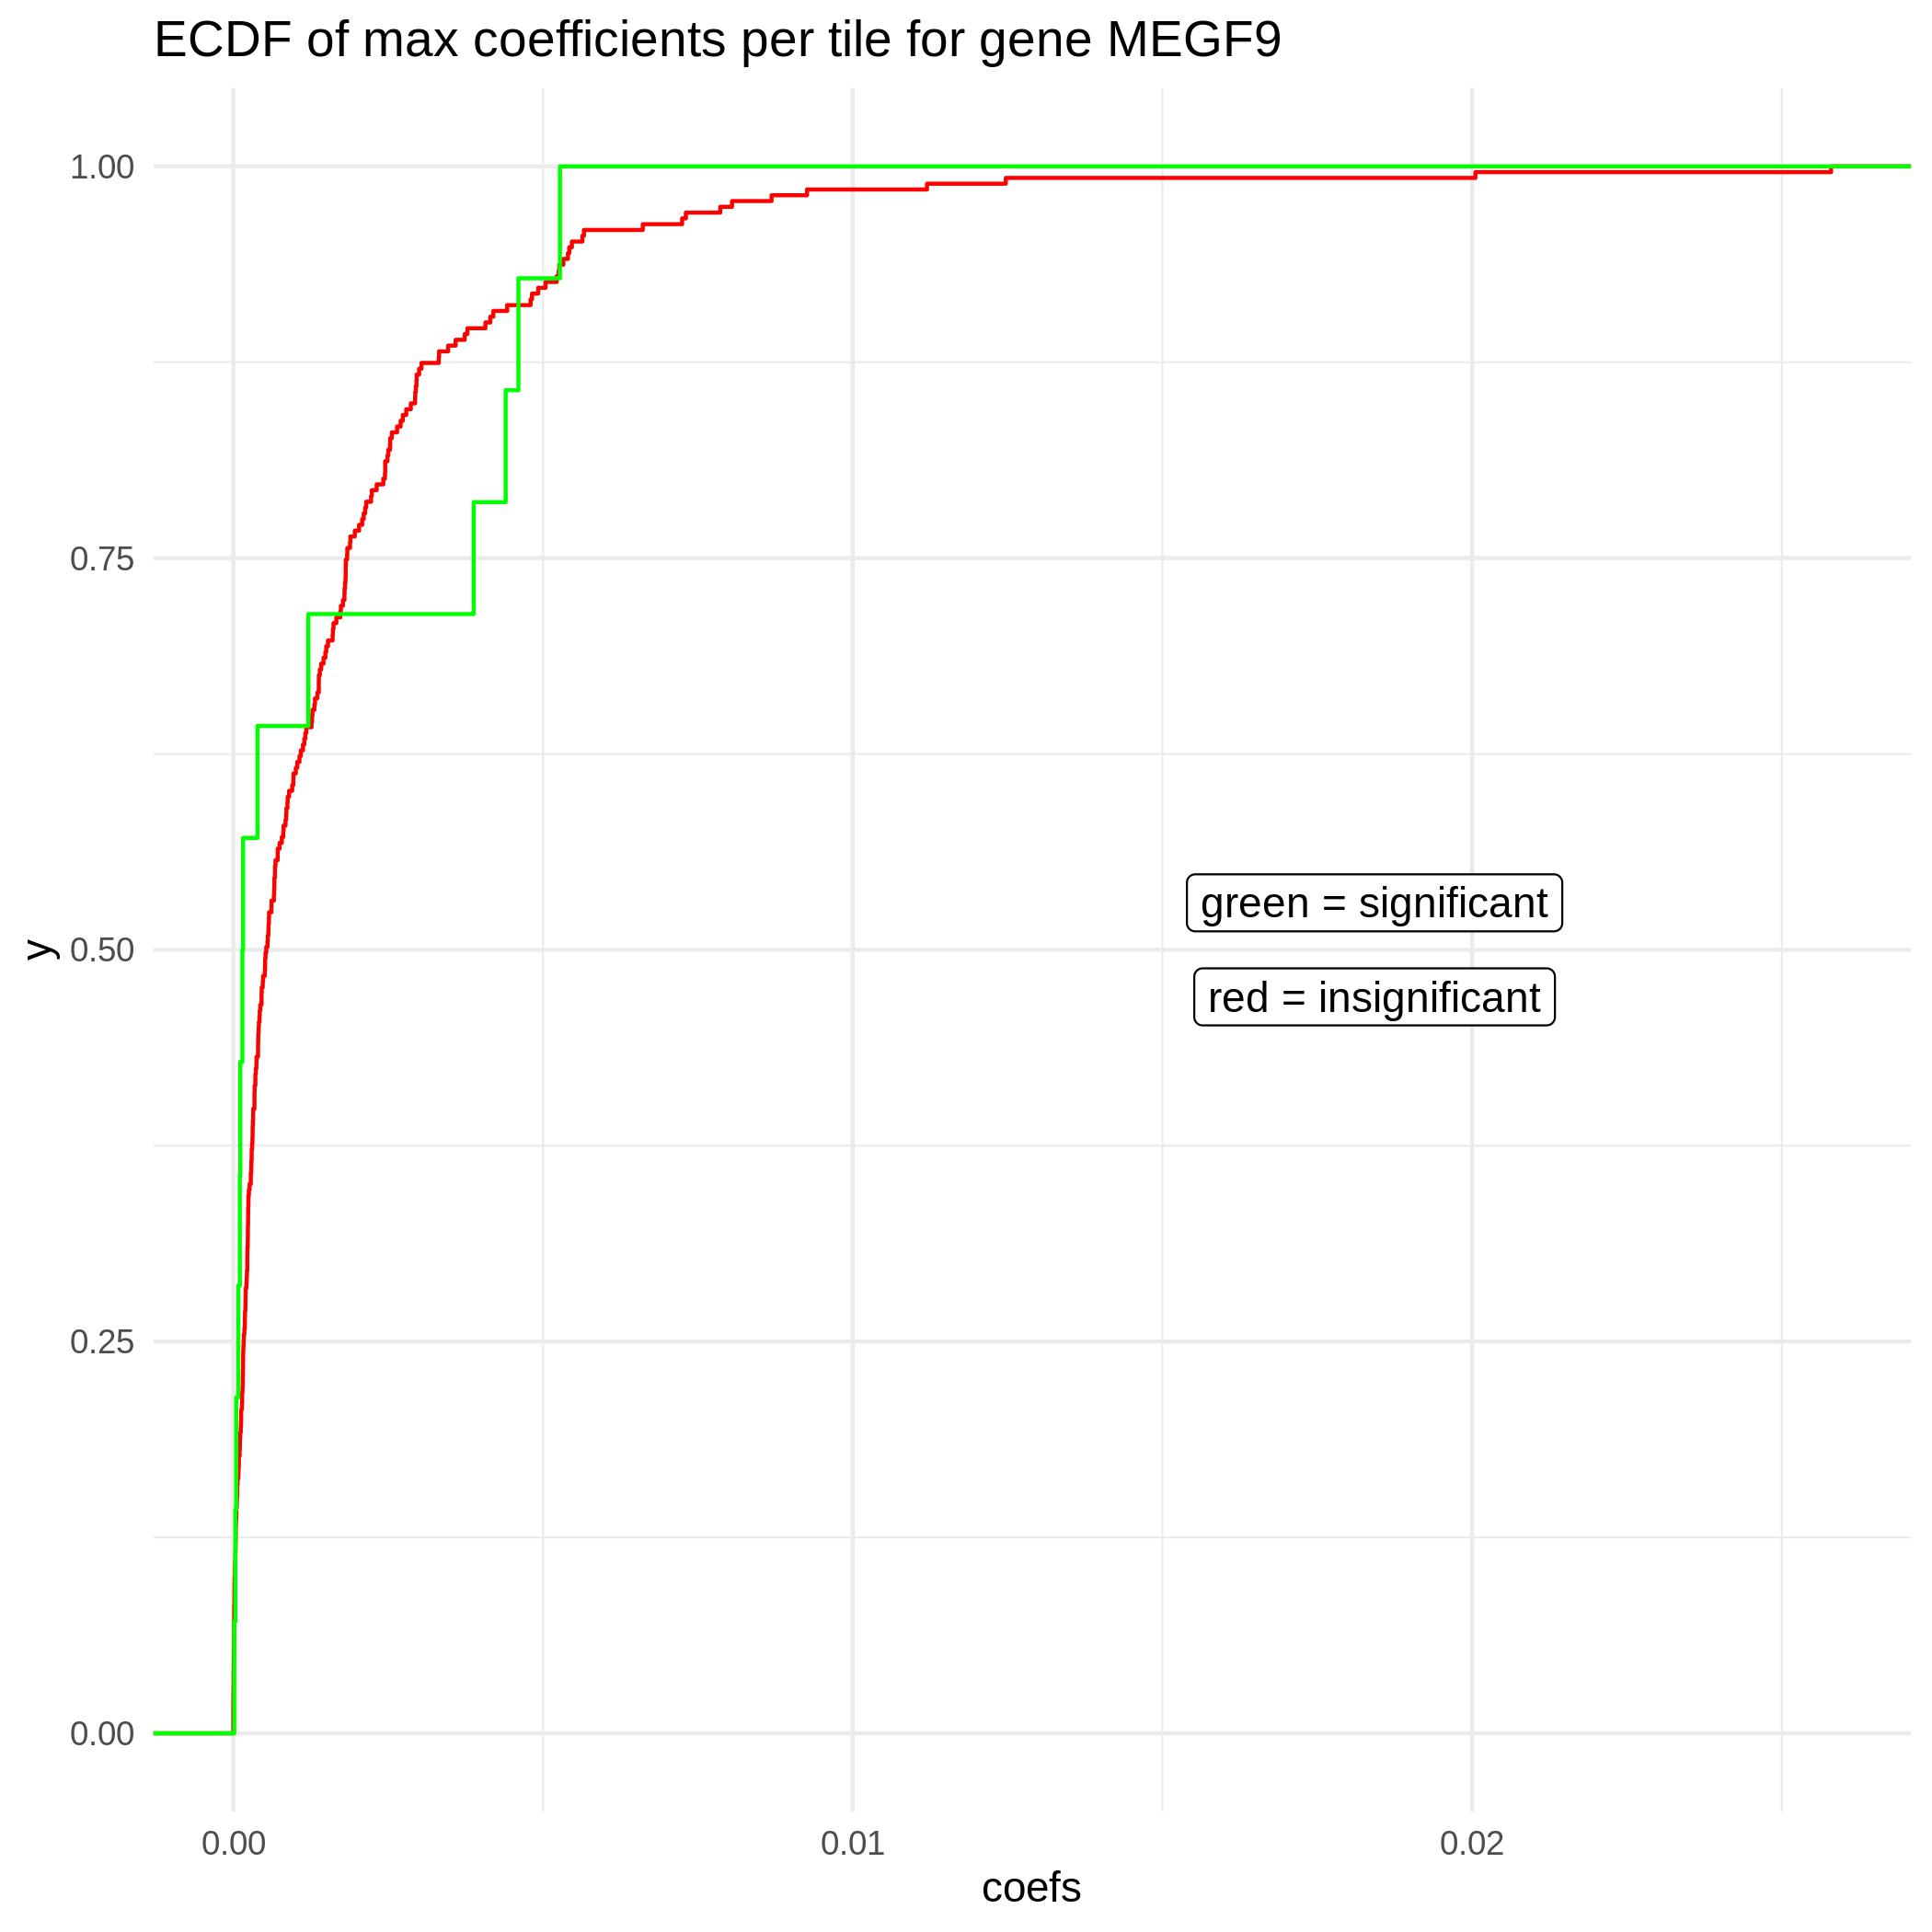 ECDF of max coefficients per tile for gene MEGF9
1.00
0.75
0.50
0.25
0.00
y
green = significant
red = insignificant
0.00 0.01 0.02
coefs